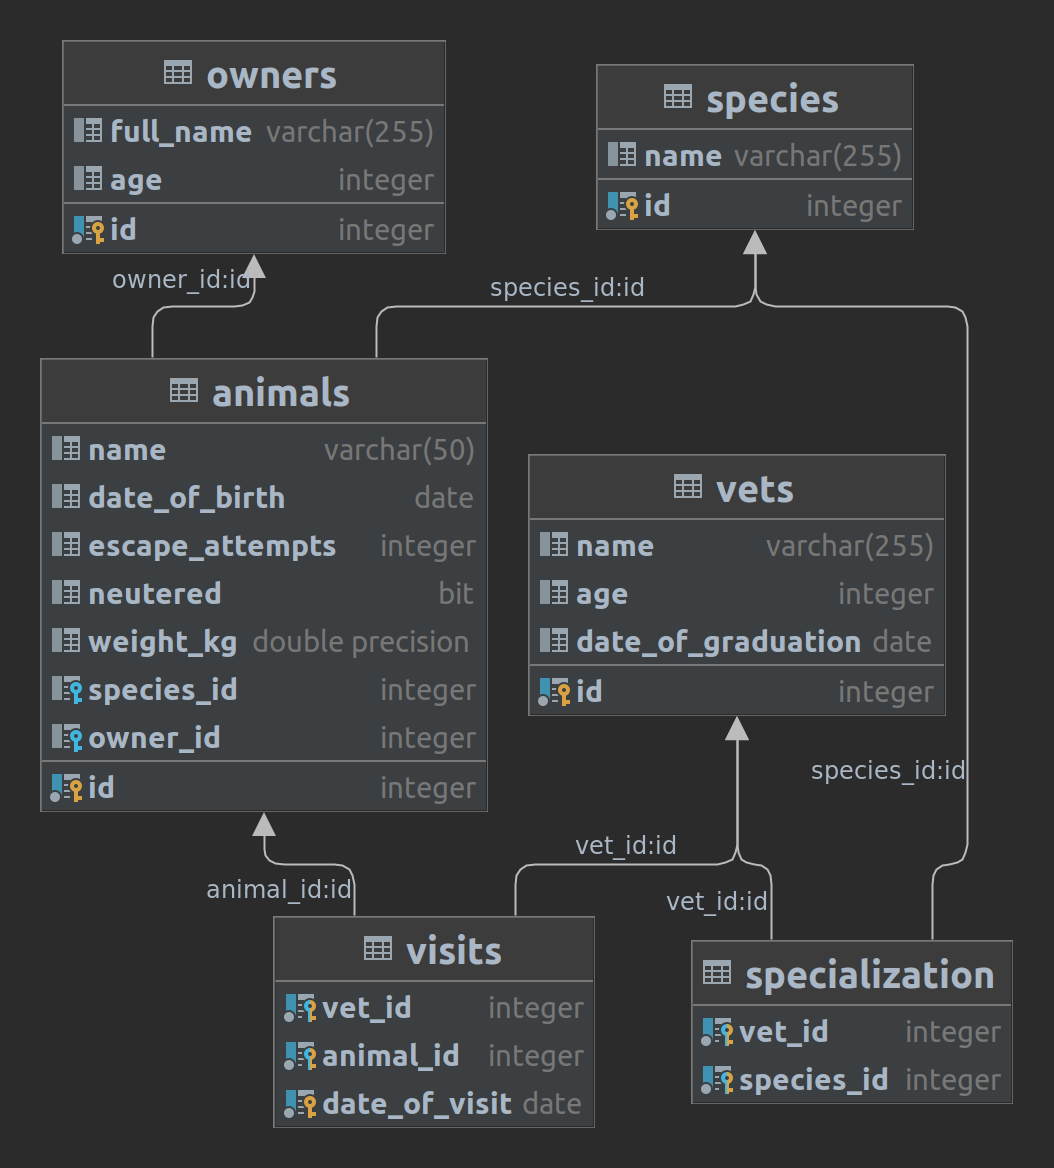 owners
full_name varchar(255)
age integer
id integer
species
name varchar(255)
id integer
owner_id:id
species_id:id
animals
name varchar(50)
date_of_birth date
escape_attempts integer
neutered bit
weight_kg double precision
species_id integer
owner_id integer
id integer
vets
name varchar(255)
age integer
date_of_graduation date
id integer
species_id:id
vet_id:id
animal_id:id
vet_id:id
visits
vet_id integer
animal_id integer
date_of_visit date
specialization
vet_id integer
species_id integer